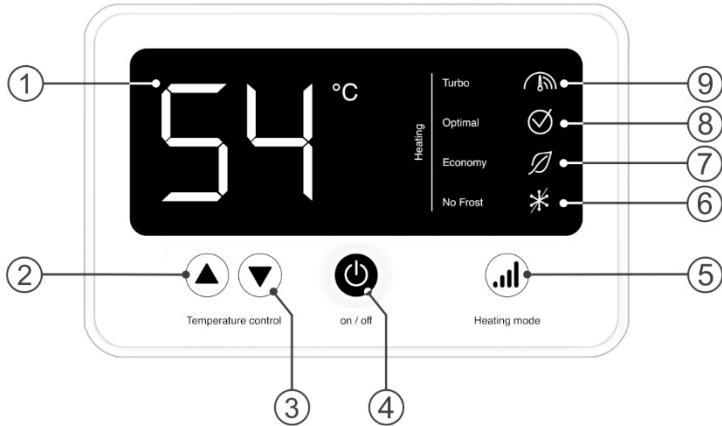 1
54 °C
Heating
Turbo
9
Optimal
8
Economy
7
No Frost
6
2
5
Temperature control
on / off
Heating mode
3
4